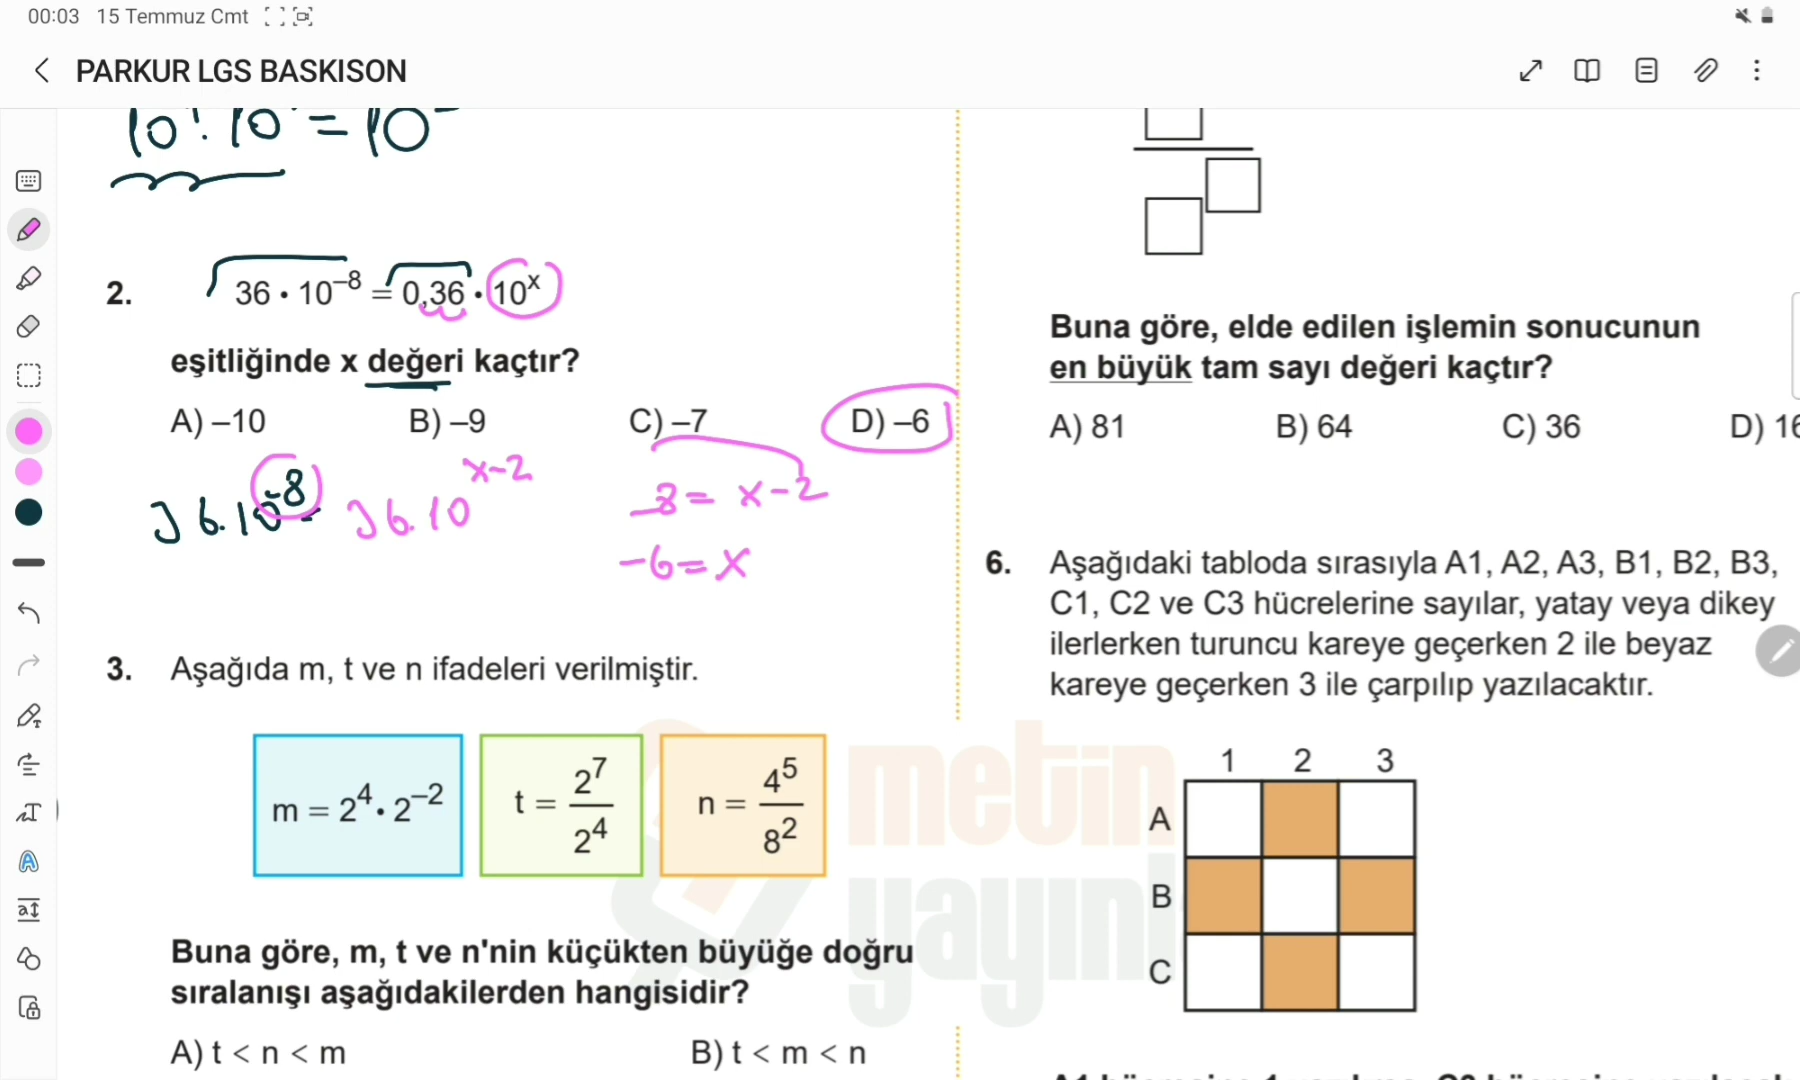 00:03 15 Temmuz Cmt
PARKUR LGS BASKISON
2. 36 · 10⁻⁸ = 0,36 · 10ˣ
eşitliğinde x değeri kaçtır?
A) –10 B) –9 C) –7 D) –6
36.10⁻⁸ = 36.10ˣ⁻²
-8 = x-2
-6 = x
3. Aşağıda m, t ve n ifadeleri verilmiştir.
m = 2⁴ · 2⁻² t = 2⁷/2⁴ n = 4⁵/8²
Buna göre, m, t ve n'nin küçükten büyüğe doğru
sıralanışı aşağıdakilerden hangisidir?
A) t < n < m B) t < m < n
Buna göre, elde edilen işlemin sonucunun
en büyük tam sayı değeri kaçtır?
A) 81 B) 64 C) 36 D) 16
6. Aşağıdaki tabloda sırasıyla A1, A2, A3, B1, B2, B3,
C1, C2 ve C3 hücrelerine sayılar, yatay veya dikey
ilerlerken turuncu kareye geçerken 2 ile beyaz
kareye geçerken 3 ile çarpılıp yazılacaktır.
1 2 3
A
B
C
metin
yayın